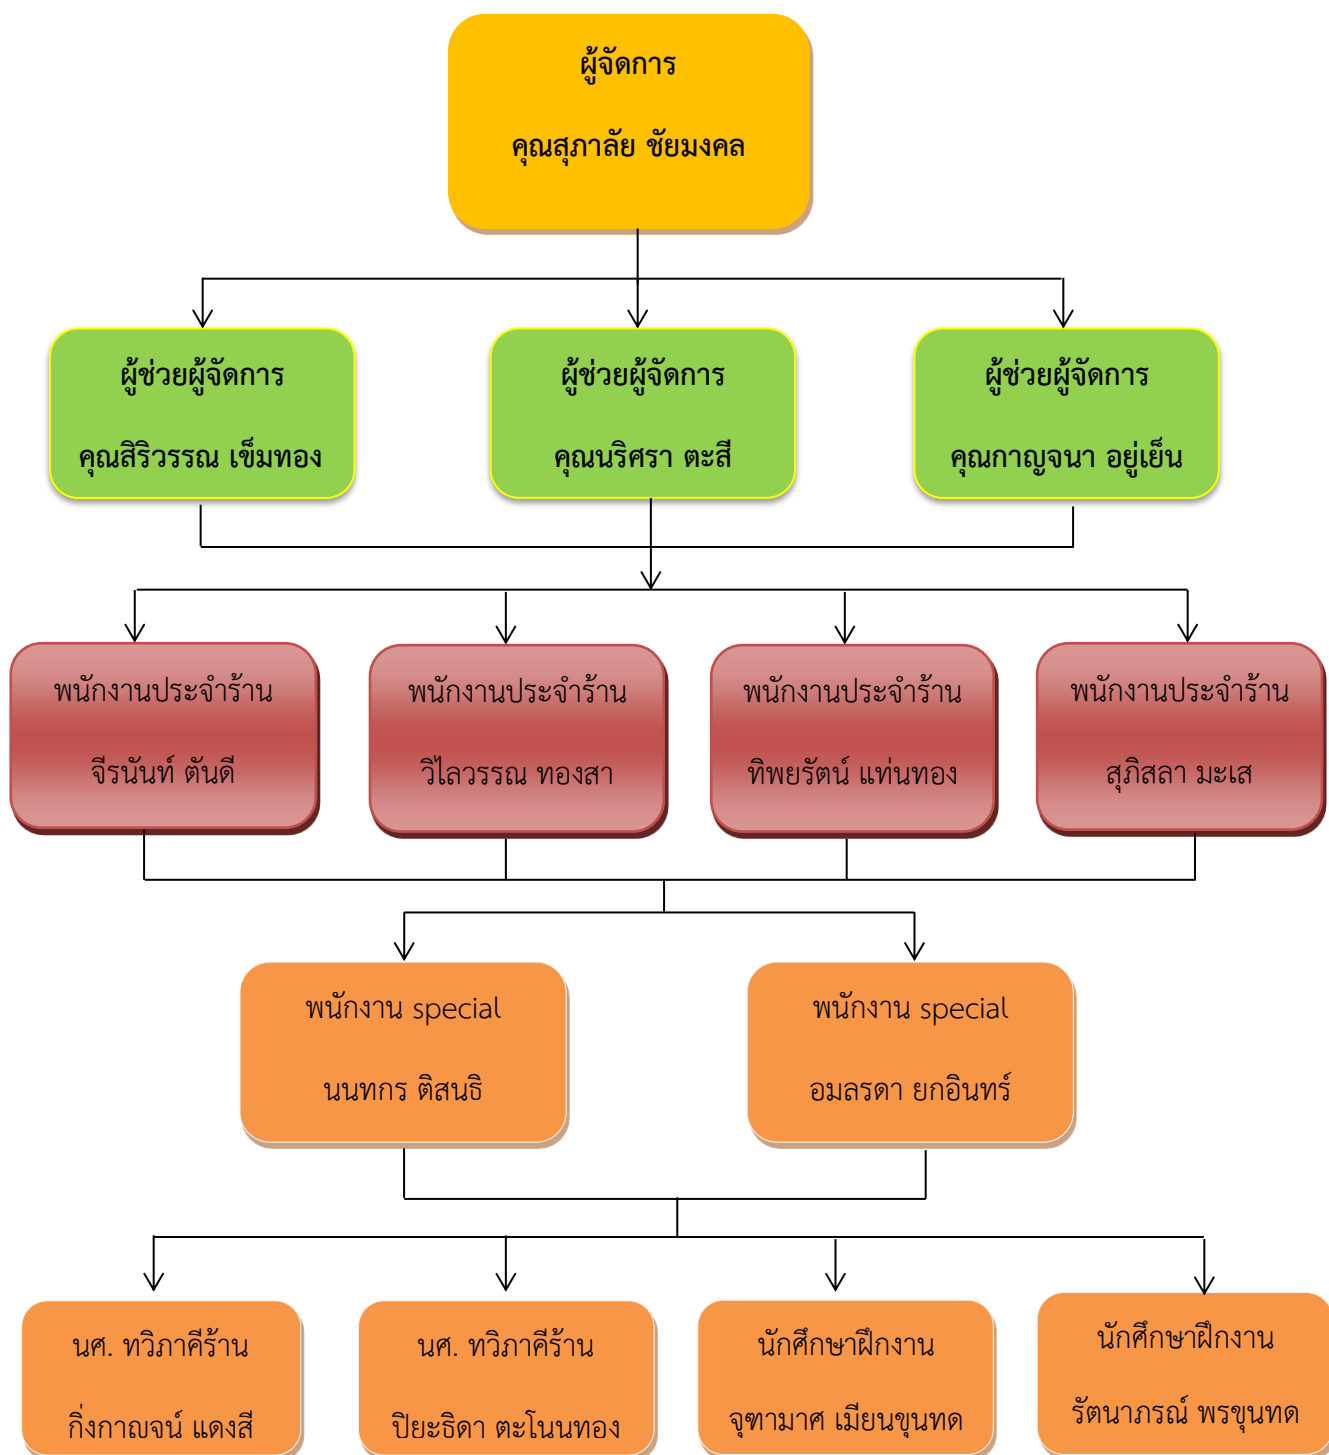 ผู้จัดการ
คุณสุภาลัย ชัยมงคล
ผู้ช่วยผู้จัดการ
คุณสิริวรรณ เข็มทอง
ผู้ช่วยผู้จัดการ
คุณนริศรา ตะสี
ผู้ช่วยผู้จัดการ
คุณกาญจนา อยู่เย็น
พนักงานประจำร้าน
จีรนันท์ ตันดี
พนักงานประจำร้าน
วิไลวรรณ ทองสา
พนักงานประจำร้าน
ทิพยรัตน์ แท่นทอง
พนักงานประจำร้าน
สุภิสลา มะเส
พนักงาน special
นนทกร ติสนธิ
พนักงาน special
อมลรดา ยกอินทร์
นศ. ทวิภาคีร้าน
กิ่งกาญจน์ แดงสี
นศ. ทวิภาคีร้าน
ปิยะธิดา ตะโนนทอง
นักศึกษาฝึกงาน
จุฑามาศ เมียนขุนทด
นักศึกษาฝึกงาน
รัตนาภรณ์ พรขุนทด